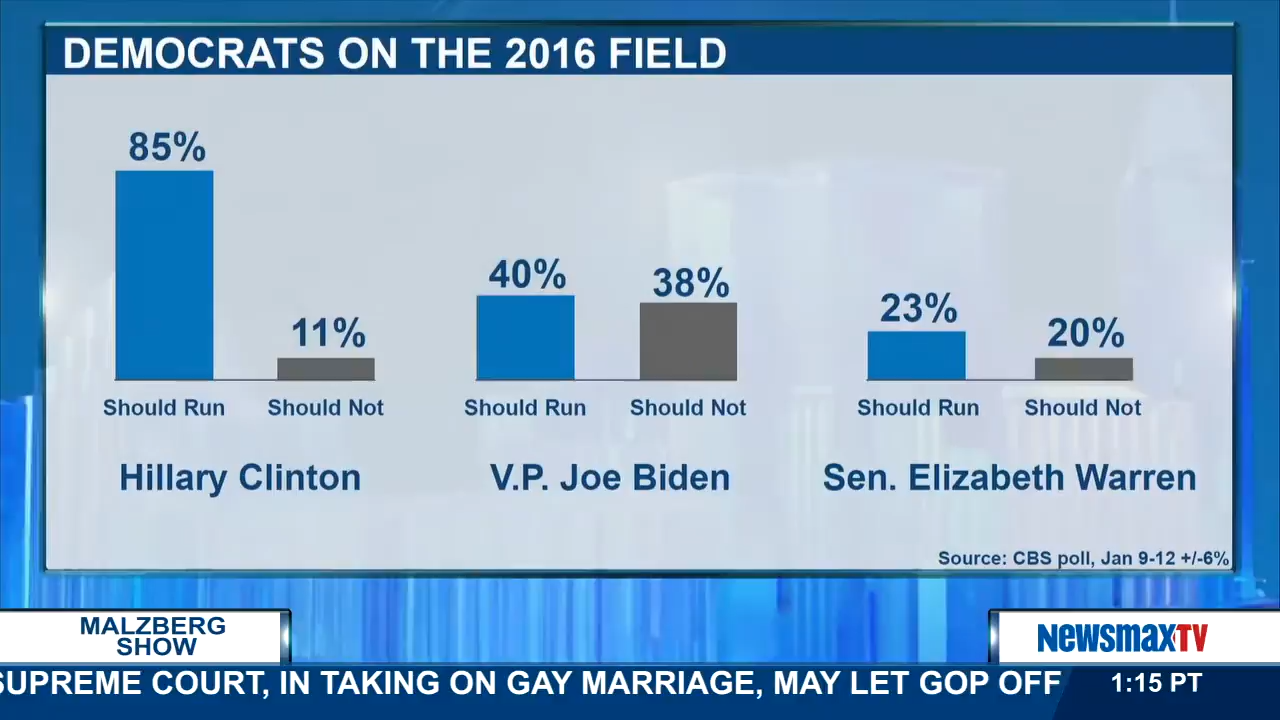 DEMOCRATS ON THE 2016 FIELD
85%
11%
Should Run
Should Not
Hillary Clinton
40%
38%
Should Run
Should Not
V.P. Joe Biden
23%
20%
Should Run
Should Not
Sen. Elizabeth Warren
Source: CBS poll, Jan 9-12 +/-6%
MALZBERG
SHOW
NEWSMAXTV
SUPREME COURT, IN TAKING ON GAY MARRIAGE, MAY LET GOP OFF
1:15 PT